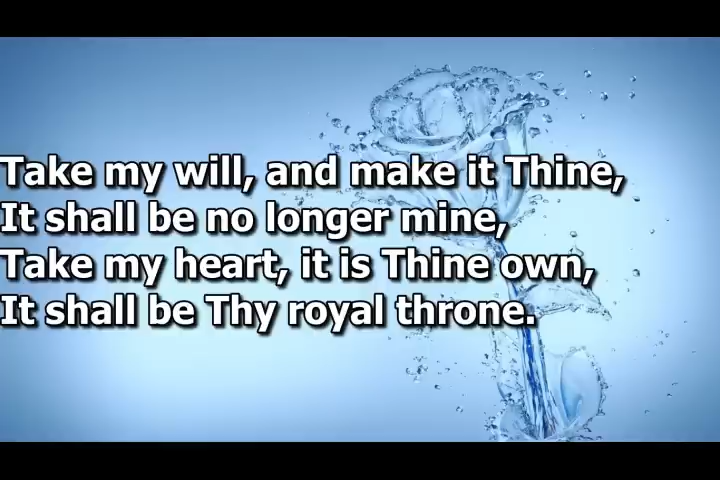 Take my will, and make it Thine,
It shall be no longer mine,
Take my heart, it is Thine own,
It shall be Thy royal throne.